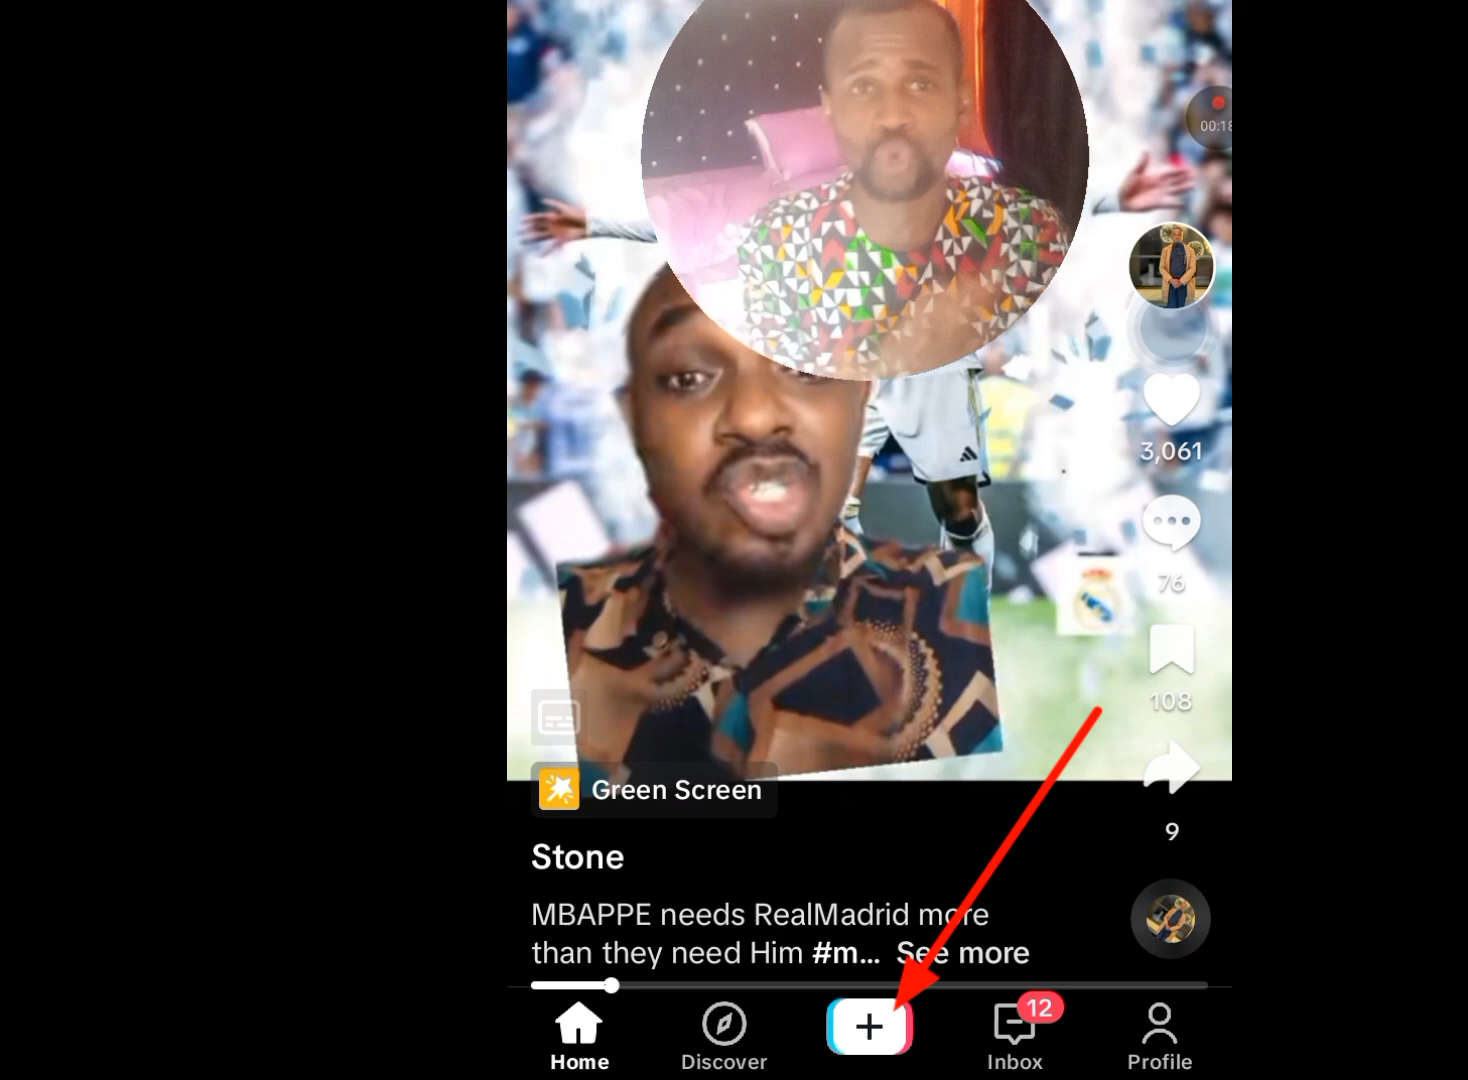 00:18
3,061
76
108
9
Green Screen
Stone
MBAPPE needs RealMadrid more
than they need Him #m... See more
12
Home
Discover
Inbox
Profile